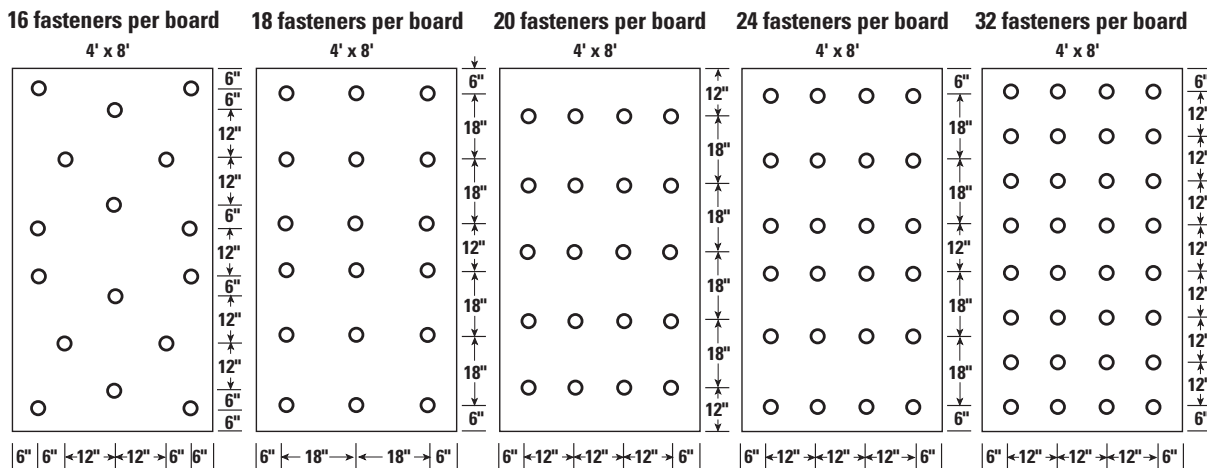 16 fasteners per board
4' x 8'
6"
6"
12"
12"
6"
12"
6"
12"
12"
6"
6"
6" 6" 12" 12" 6" 6"
18 fasteners per board
4' x 8'
6"
18"
18"
12"
18"
18"
6"
6" 18" 18" 6"
20 fasteners per board
4' x 8'
12"
18"
18"
18"
18"
12"
6" 12" 12" 12" 6"
24 fasteners per board
4' x 8'
6"
18"
18"
12"
18"
18"
6"
6" 12" 12" 12" 6"
32 fasteners per board
4' x 8'
6"
12"
12"
12"
12"
12"
12"
12"
6"
6" 12" 12" 12" 6"